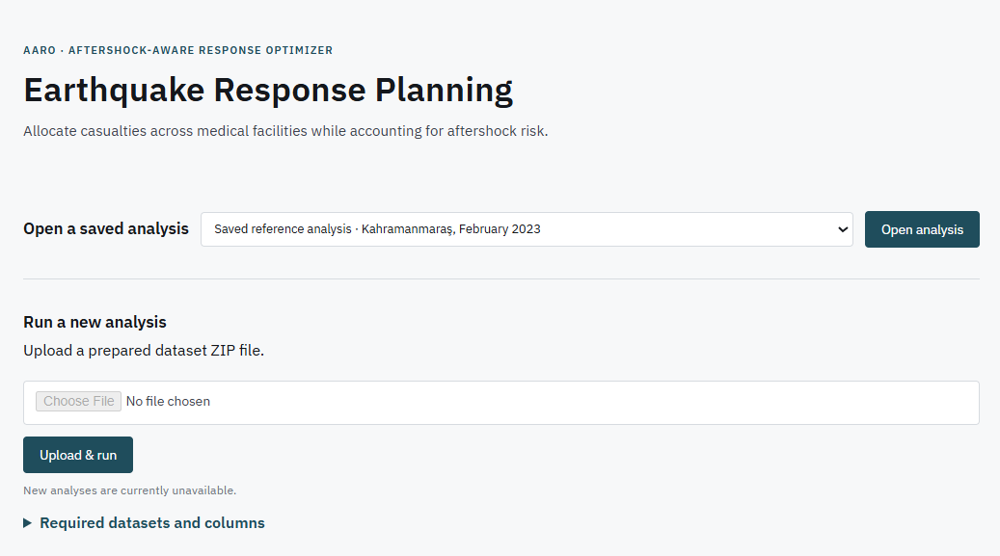 AARO · AFTERSHOCK-AWARE RESPONSE OPTIMIZER
Earthquake Response Planning
Allocate casualties across medical facilities while accounting for aftershock risk.
Open a saved analysis
Saved reference analysis · Kahramanmaraş, February 2023
Open analysis
Run a new analysis
Upload a prepared dataset ZIP file.
Choose File No file chosen
Upload & run
New analyses are currently unavailable.
Required datasets and columns